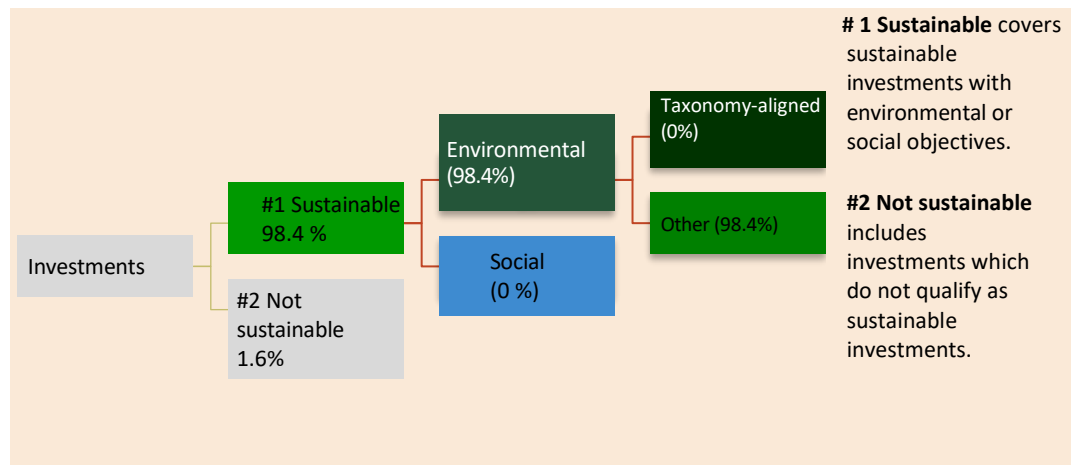 Investments
#1 Sustainable
98.4 %
#2 Not
sustainable
1.6%
Environmental
(98.4%)
Social
(0 %)
Taxonomy-aligned
(0%)
Other (98.4%)
# 1 Sustainable covers
sustainable
investments with
environmental or
social objectives.
#2 Not sustainable
includes
investments which
do not qualify as
sustainable
investments.